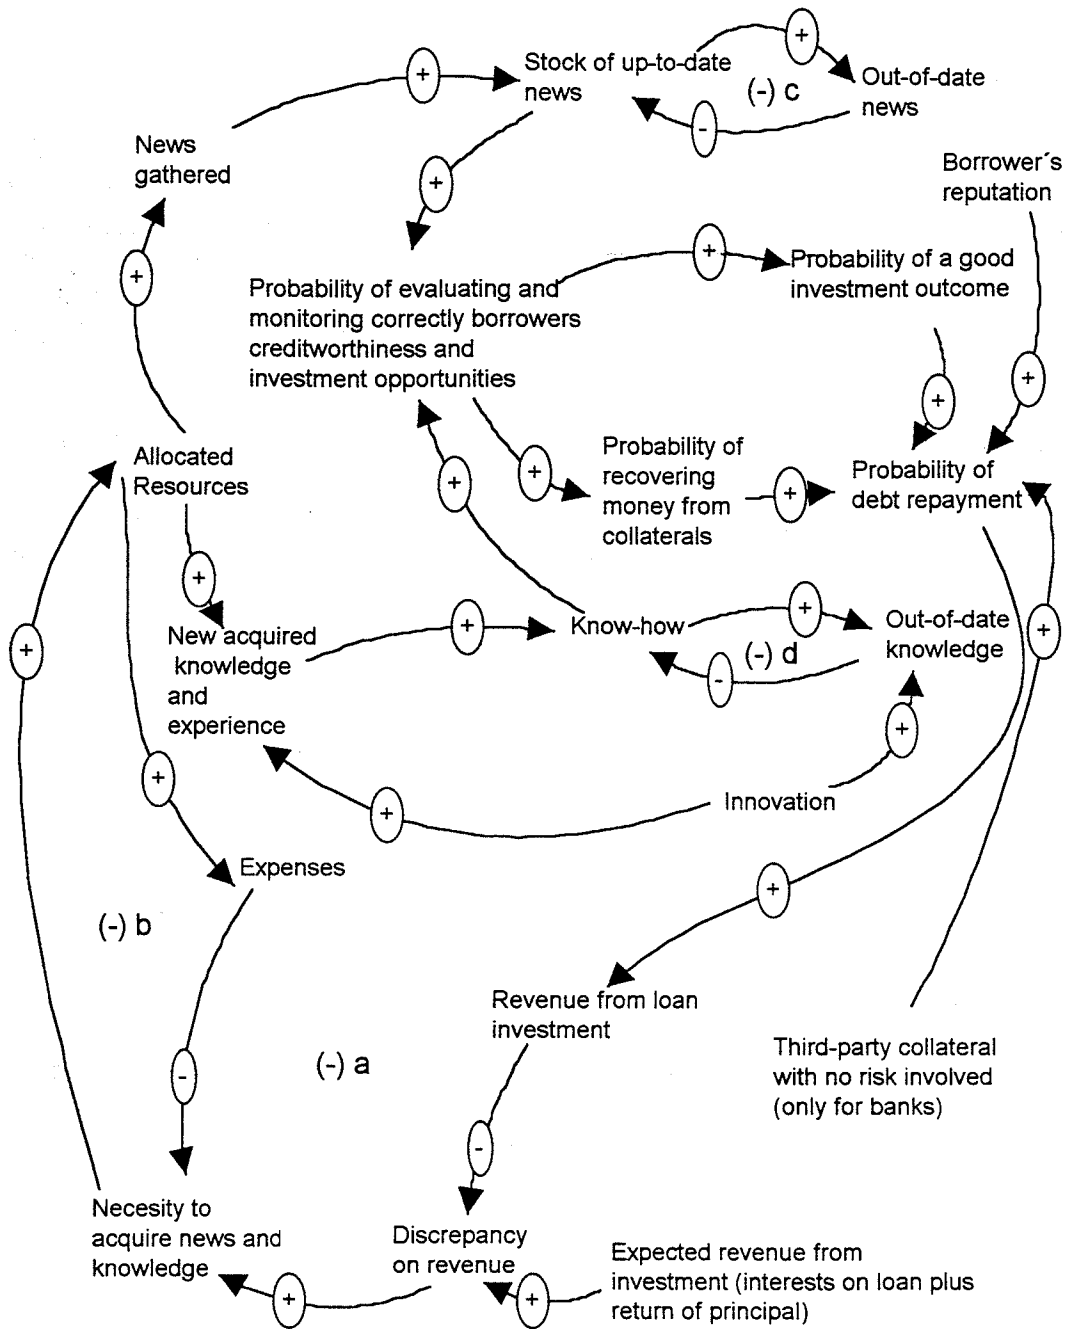 +
Stock of up-to-date
news
+
Out-of-date
news
(-) c
-
News
gathered
+
Borrower´s
reputation
+
+
Probability of a good
investment outcome
Probability of evaluating and
monitoring correctly borrowers
creditworthiness and
investment opportunities
+
+
Allocated
Resources
+
+
Probability of
recovering
money from
collaterals
+
Probability of
debt repayment
+
New acquired
knowledge
and
experience
+
Know-how
+
Out-of-date
knowledge
(-) d
-
+
+
+
+
+
Innovation
Expenses
+
(-) b
Revenue from loan
investment
(-) a
-
Third-party collateral
with no risk involved
(only for banks)
-
Necesity to
acquire news and
knowledge
Discrepancy
on revenue
Expected revenue from
investment (interests on loan plus
return of principal)
+
+